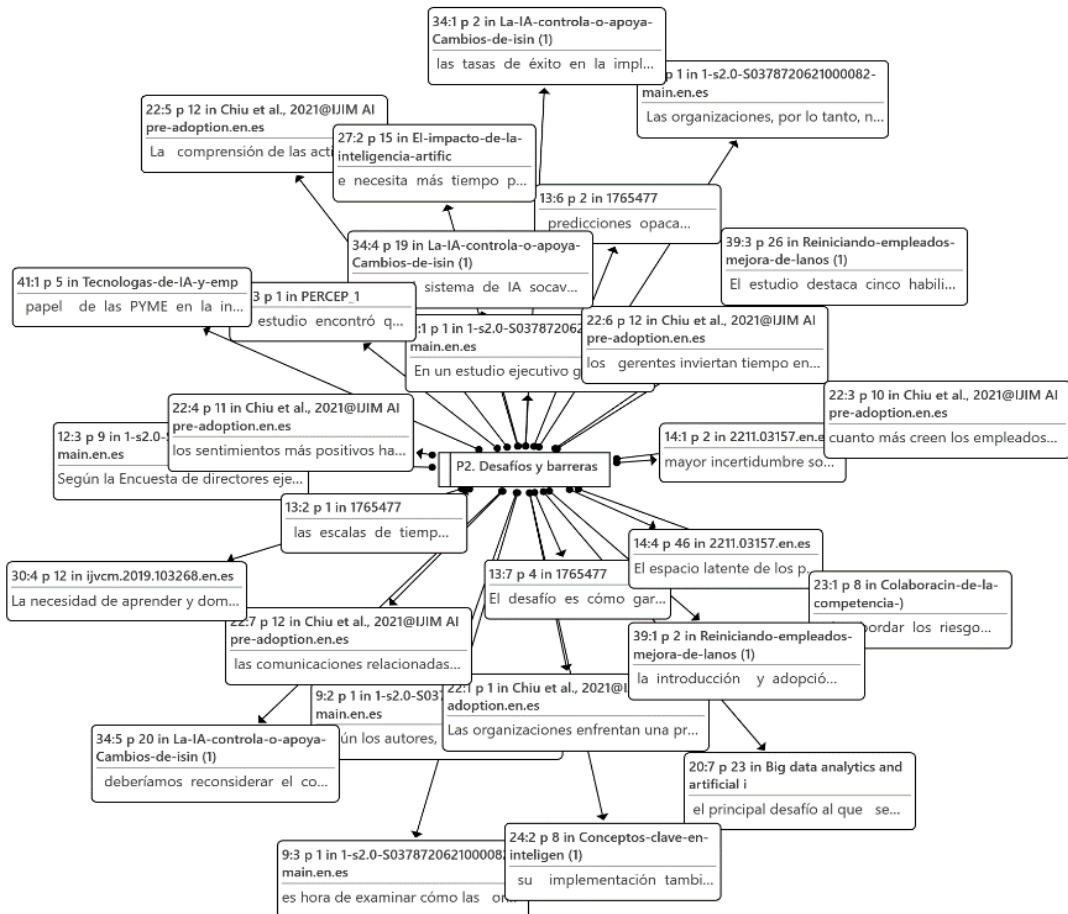 34:1 p 2 in La-IA-controla-o-apoya-
Cambios-de-isin (1)
las tasas de éxito en la impl...
p 1 in 1-s2.0-S0378720621000082-
main.en.es
Las organizaciones, por lo tanto, n...
22:5 p 12 in Chiu et al., 2021@IJIM AI
pre-adoption.en.es
La comprensión de las acti
27:2 p 15 in El-impacto-de-la-
inteligencia-artific
e necesita más tiempo p...
13:6 p 2 in 1765477
predicciones opaca...
34:4 p 19 in La-IA-controla-o-apoya-
Cambios-de-isin (1)
sistema de IA socav...
39:3 p 26 in Reiniciando-empleados-
mejora-de-lanos (1)
El estudio destaca cinco habili...
41:1 p 5 in Tecnologas-de-IA-y-emp
papel de las PYME en la in...
3 p 1 in PERCEP_1
estudio encontró q...
:1 p 1 in 1-s2.0-S03787206
main.en.es
En un estudio ejecutivo g
22:6 p 12 in Chiu et al., 2021@IJIM AI
pre-adoption.en.es
los gerentes inviertan tiempo en...
22:3 p 10 in Chiu et al., 2021@IJIM AI
pre-adoption.en.es
cuanto más creen los empleados...
22:4 p 11 in Chiu et al., 2021@IJIM AI
pre-adoption.en.es
los sentimientos más positivos ha...
12:3 p 9 in 1-s2.0-S
main.en.es
Según la Encuesta de directores eje...
14:1 p 2 in 2211.03157.en.e
mayor incertidumbre so...
P2. Desafíos y barreras
13:2 p 1 in 1765477
las escalas de tiemp...
14:4 p 46 in 2211.03157.en.es
El espacio latente de los p...
30:4 p 12 in ijvcm.2019.103268.en.es
La necesidad de aprender y dom...
13:7 p 4 in 1765477
El desafío es cómo gar...
23:1 p 8 in Colaboracin-de-la-
competencia-)
bordar los riesgo...
22:7 p 12 in Chiu et al., 2021@IJIM AI
pre-adoption.en.es
las comunicaciones relacionadas...
39:1 p 2 in Reiniciando-empleados-
mejora-de-lanos (1)
la introducción y adopció...
9:2 p 1 in 1-s2.0-S037
main.en.es
ún los autores,
22:1 p 1 in Chiu et al., 2021@I
adoption.en.es
Las organizaciones enfrentan una pr...
34:5 p 20 in La-IA-controla-o-apoya-
Cambios-de-isin (1)
deberíamos reconsiderar el co...
20:7 p 23 in Big data analytics and
artificial i
el principal desafío al que se...
9:3 p 1 in 1-s2.0-S037872062100008
main.en.es
es hora de examinar cómo las or
24:2 p 8 in Conceptos-clave-en-
inteligen (1)
su implementación tambi...